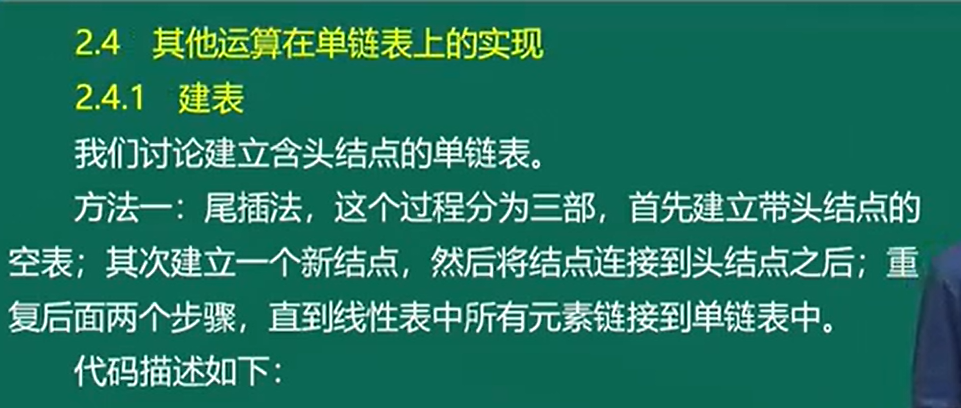 2.4 其他运算在单链表上的实现
2.4.1 建表
我们讨论建立含头结点的单链表。
方法一：尾插法，这个过程分为三部，首先建立带头结点的
空表；其次建立一个新结点，然后将结点连接到头结点之后；重
复后面两个步骤，直到线性表中所有元素链接到单链表中。
代码描述如下：